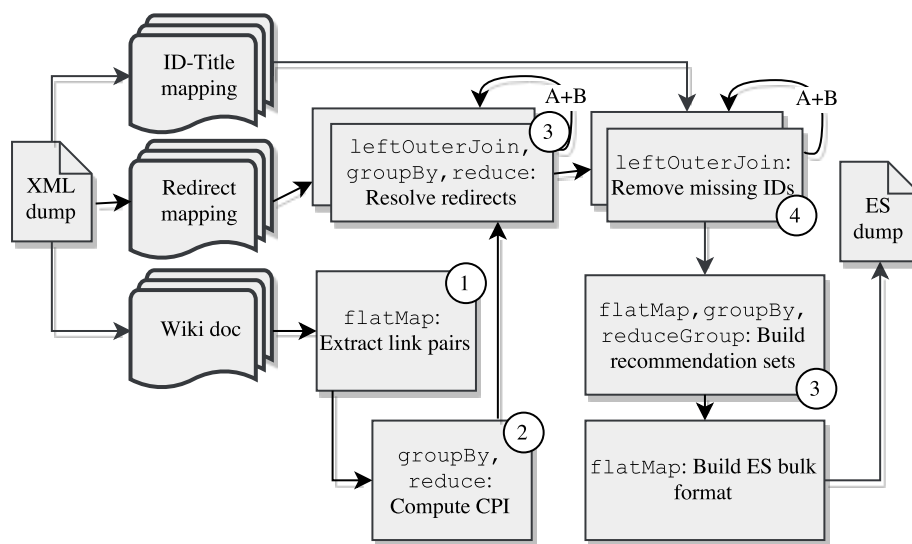 ID-Title
mapping
A+B
A+B
3
leftOuterJoin,
groupBy, reduce:
Resolve redirects
leftOuterJoin:
Remove missing IDs
4
XML
dump
Redirect
mapping
ES
dump
1
Wiki doc
flatMap:
Extract link pairs
flatMap, groupBy,
reduceGroup: Build
recommendation sets
3
2
groupBy,
reduce:
Compute CPI
flatMap: Build ES bulk
format